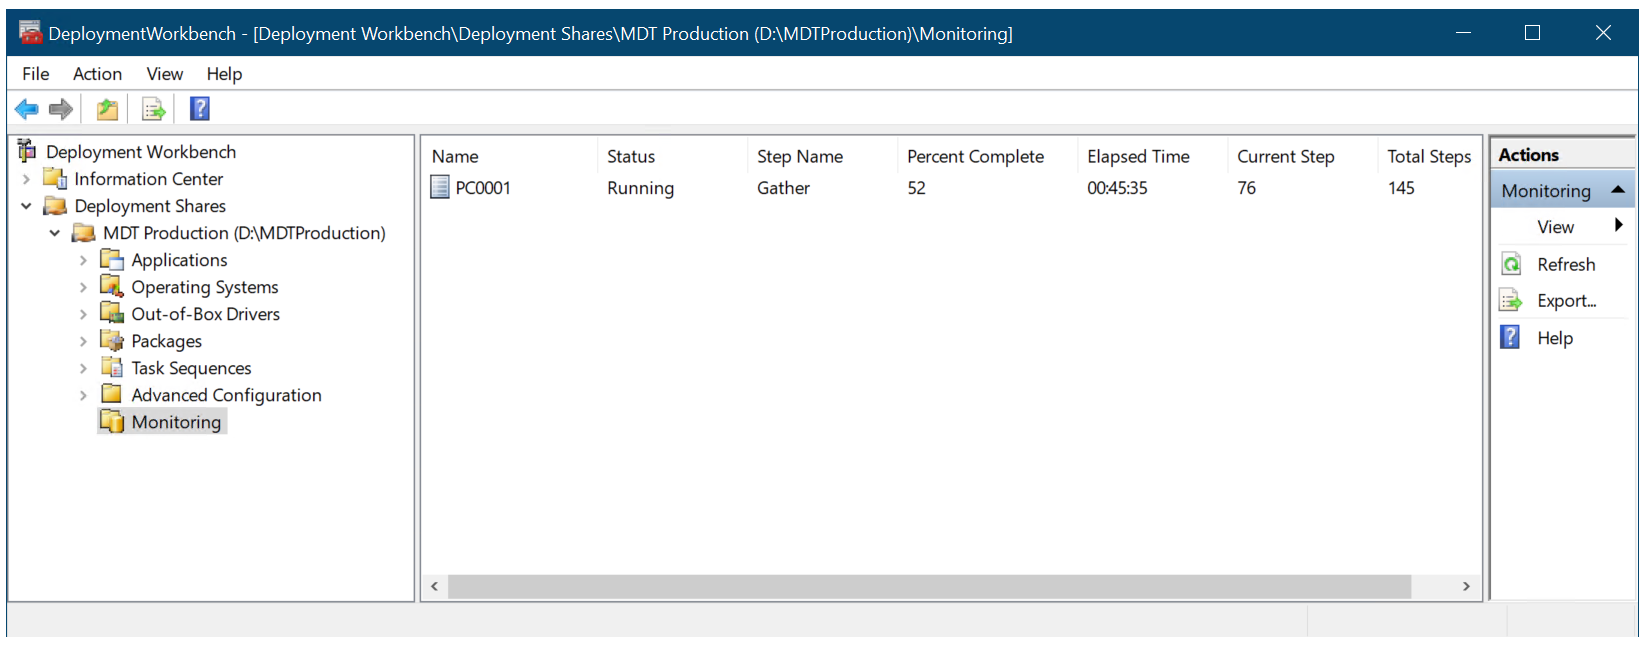 DeploymentWorkbench - [Deployment Workbench\Deployment Shares\MDT Production (D:\MDTProduction)\Monitoring]
File Action View Help
Deployment Workbench
Information Center
Deployment Shares
MDT Production (D:\MDTProduction)
Applications
Operating Systems
Out-of-Box Drivers
Packages
Task Sequences
Advanced Configuration
Monitoring
Name Status Step Name Percent Complete Elapsed Time Current Step Total Steps
PC0001 Running Gather 52 00:45:35 76 145
Actions
Monitoring
View
Refresh
Export...
Help